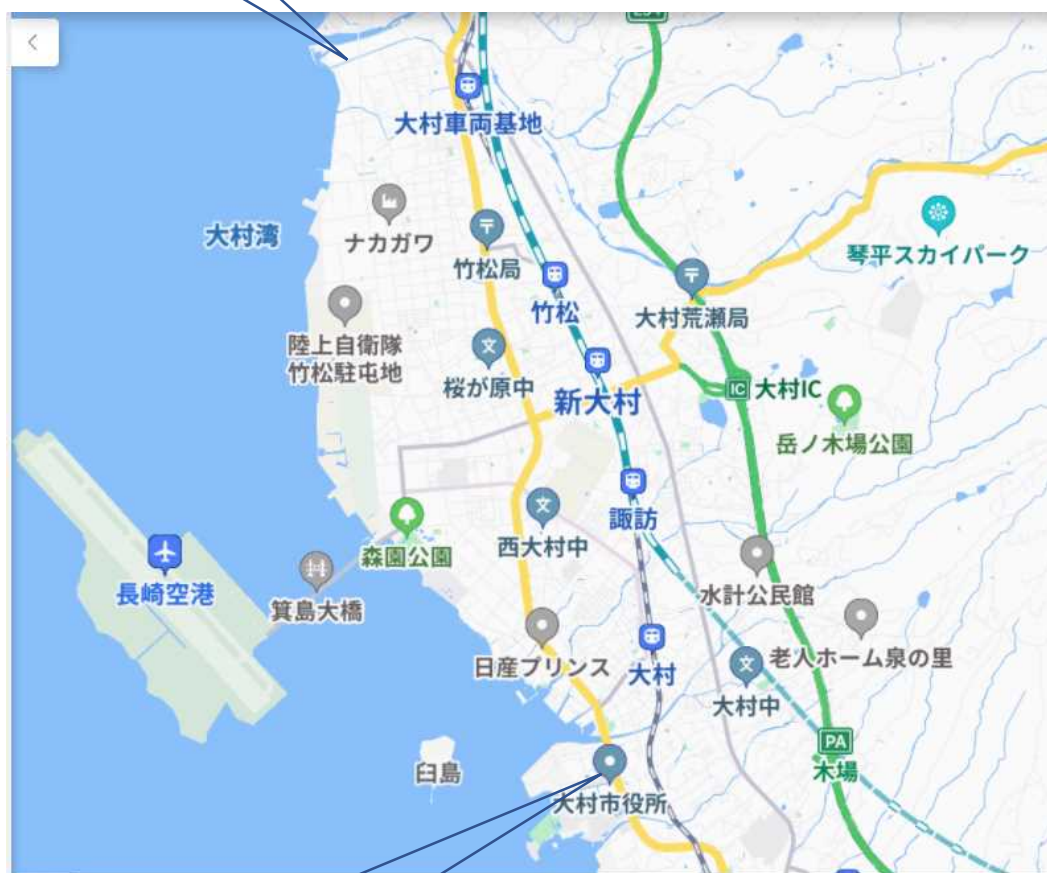 大村車両基地
ナカガワ
大村湾
竹松局
琴平スカイパーク
竹松
大村荒瀬局
陸上自衛隊
竹松駐屯地
桜が原中
新大村
IC
大村IC
岳ノ木場公園
諏訪
西大村中
森園公園
長崎空港
箕島大橋
水計公民館
日産プリンス
大村
老人ホーム泉の里
大村中
PA
木場
臼島
大村市役所